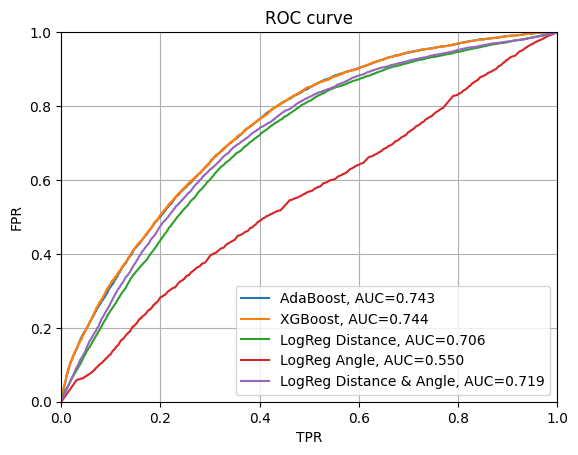 ROC curve
1.0
0.8
0.6
0.4
0.2
0.0
FPR
AdaBoost, AUC=0.743
XGBoost, AUC=0.744
LogReg Distance, AUC=0.706
LogReg Angle, AUC=0.550
LogReg Distance & Angle, AUC=0.719
0.0 0.2 0.4 0.6 0.8 1.0
TPR